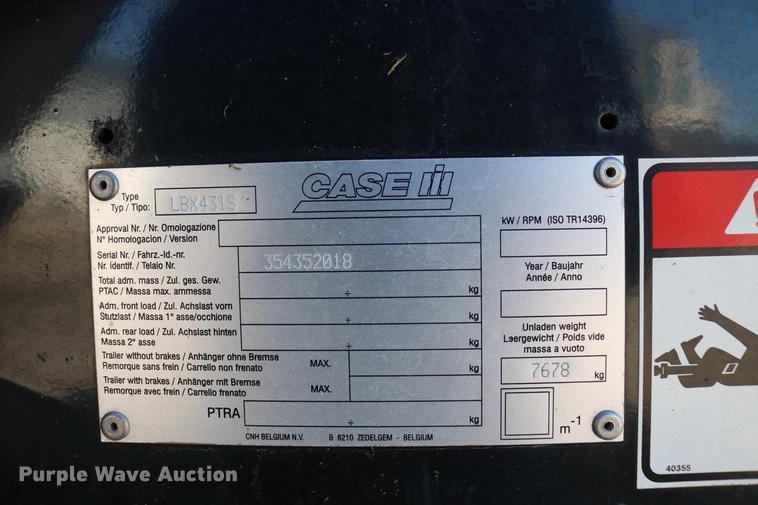 CASE IH
Type
Typ / Tipo:
LBX431S
Approval Nr. / Nr. Omologazione
N° Homologacion / Version
Serial Nr / Fahrz.-Id.-nr.
Nr. identif. / Telaio Nr.
354352018
Total adm. mass / Zul. ges. Gew.
PTAC / Massa max. ammessa
÷ kg
Adm. front load / Zul. Achslast vorn
Stutzlast / Massa 1° asse/occhione
÷ kg
Adm. rear load / Zul. Achslast hinten
Massa 2° asse
÷ kg
Trailer without brakes / Anhänger ohne Bremse
Remorque sans frein / Carrello non frenato
MAX. kg
Trailer with brakes / Anhänger mit Bremse
Remorque avec frein / Carrello frenato
MAX. kg
PTRA ÷ kg
kW / RPM (ISO TR14396)
Year / Baujahr
Année / Anno
Unladen weight
Leergewicht / Poids vide
massa a vuoto
7678 kg
m-1
CNH BELGIUM N.V. B 8210 ZEDELGEM - BELGIUM
40355
Purple Wave Auction